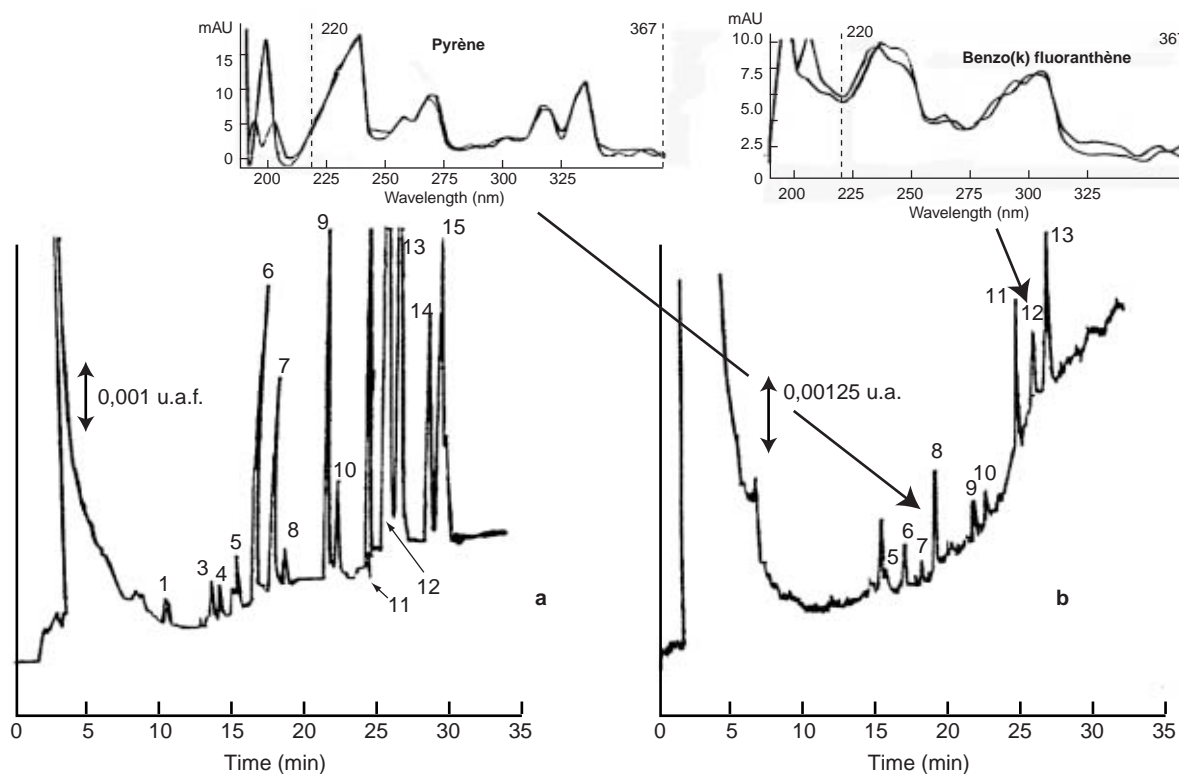 mAU
220
367
Pyrène
15
10
5
0
200 225 250 275 300 325
Wavelength (nm)
mAU
10.0
220
367
Benzo(k) fluoranthène
7.5
5.0
2.5
0.0
200 225 250 275 300 325
Wavelength (nm)
9
15
6
13
14
7
0,001 u.a.f.
10
8
5
1
3
4
12
11
a
0 5 10 15 20 25 30 35
Time (min)
13
11
12
0,00125 u.a.
8
10
9
6
5
7
b
0 5 10 15 20 25 30 35
Time (min)